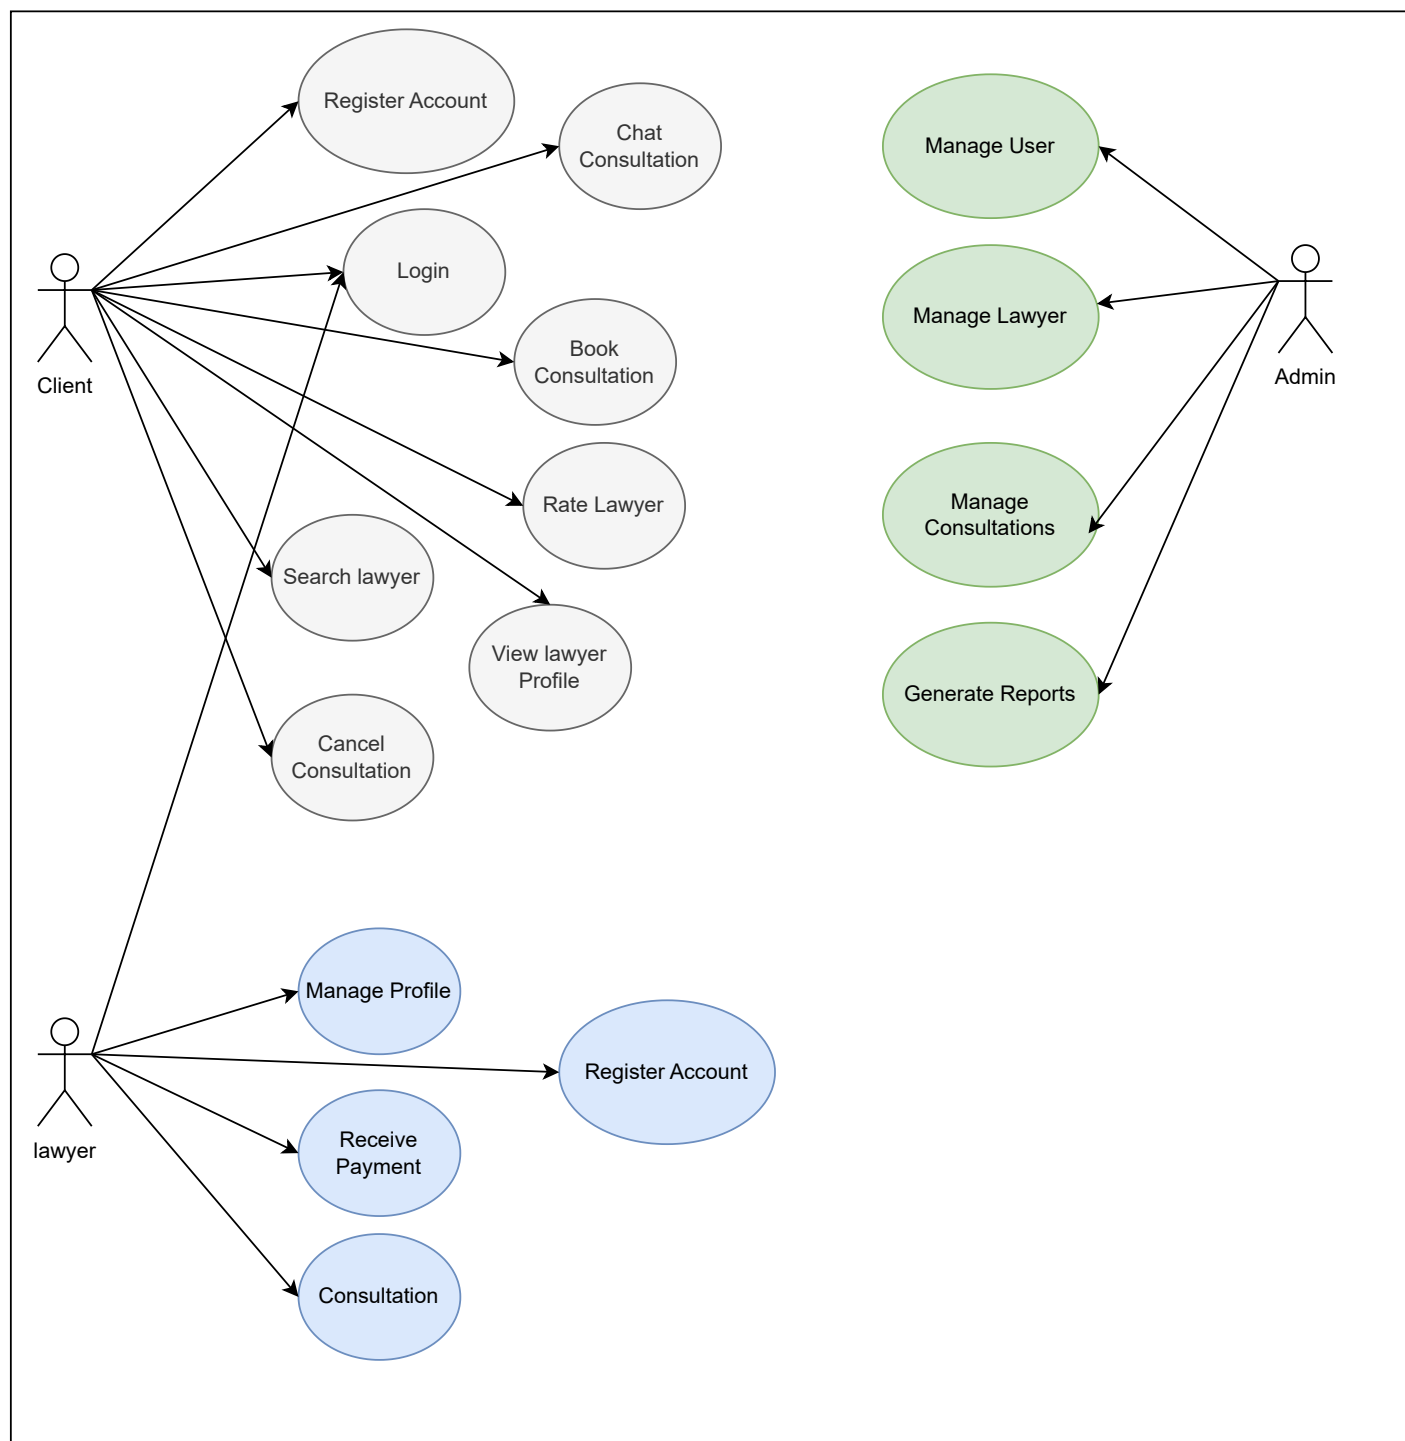 Register Account
Chat
Consultation
Manage User
Login
Manage Lawyer
Client
Book
Consultation
Admin
Rate Lawyer
Manage
Consultations
Search lawyer
View lawyer
Profile
Generate Reports
Cancel
Consultation
Manage Profile
Register Account
lawyer
Receive
Payment
Consultation